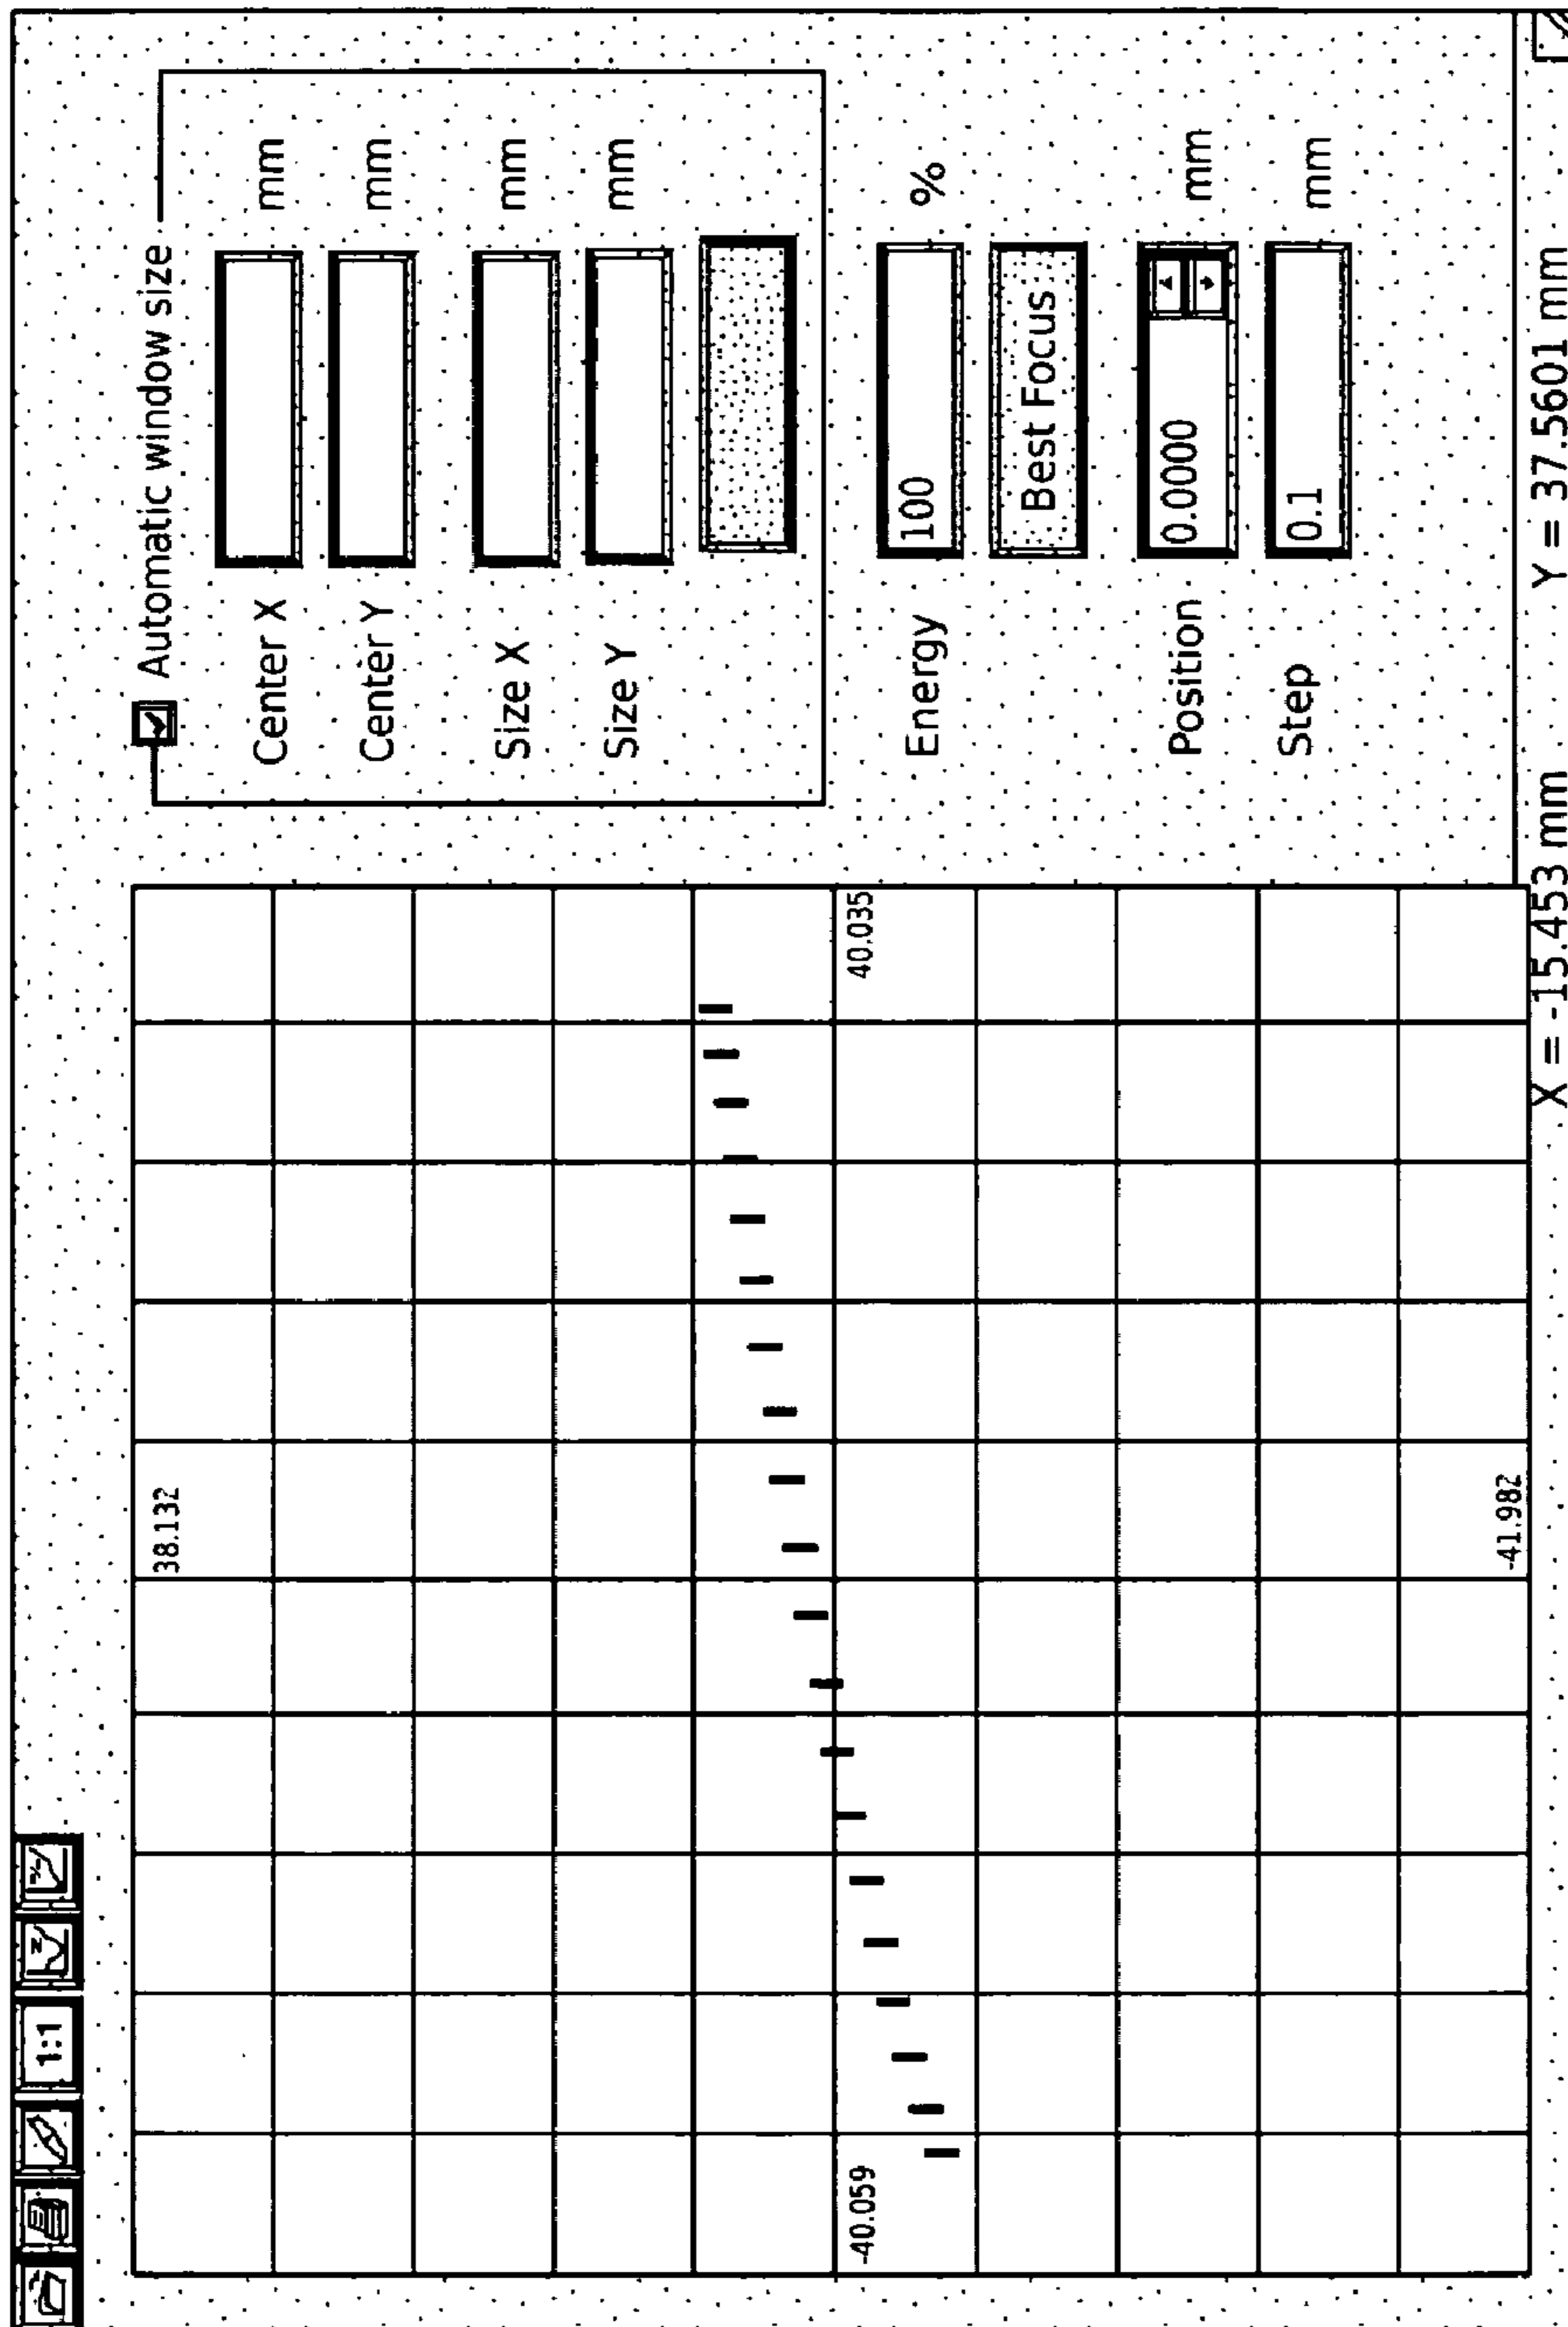 1:1
38.132
-40.059
40.035
-41.982
Automatic window size
Center X mm
Center Y mm
Size X mm
Size Y mm
Energy 100 %
Best Focus
Position 0.0000 mm
Step 0.1 mm
X = -15.453 mm Y = 37.5601 mm